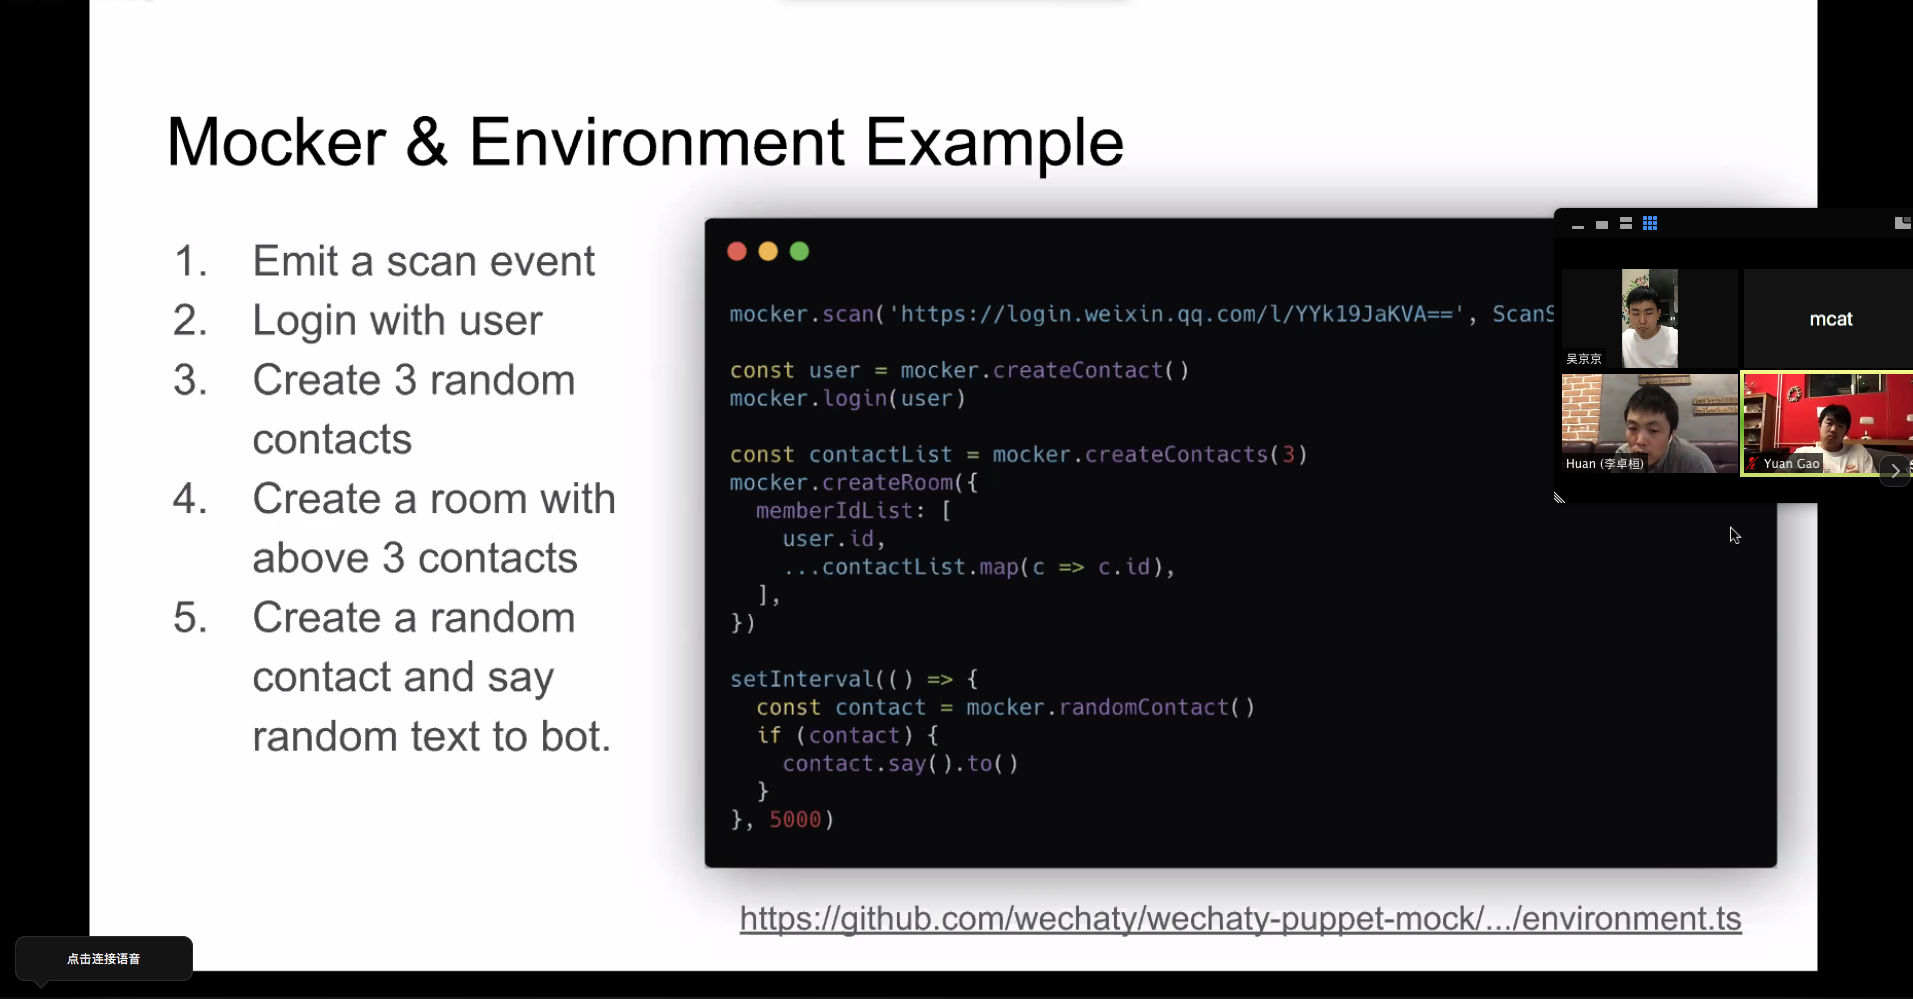 Mocker & Environment Example
1. Emit a scan event
2. Login with user
3. Create 3 random
contacts
4. Create a room with
above 3 contacts
5. Create a random
contact and say
random text to bot.
mocker.scan('https://login.weixin.qq.com/l/YYk19JaKVA==', ScanS
const user = mocker.createContact()
mocker.login(user)
const contactList = mocker.createContacts(3)
mocker.createRoom({
memberIdList: [
user.id,
...contactList.map(c => c.id),
],
})
setInterval(() => {
const contact = mocker.randomContact()
if (contact) {
contact.say().to()
}
}, 5000)
https://github.com/wechaty/wechaty-puppet-mock/.../environment.ts
吴京京
mcat
Huan (李卓桓)
Yuan Gao
点击连接语音